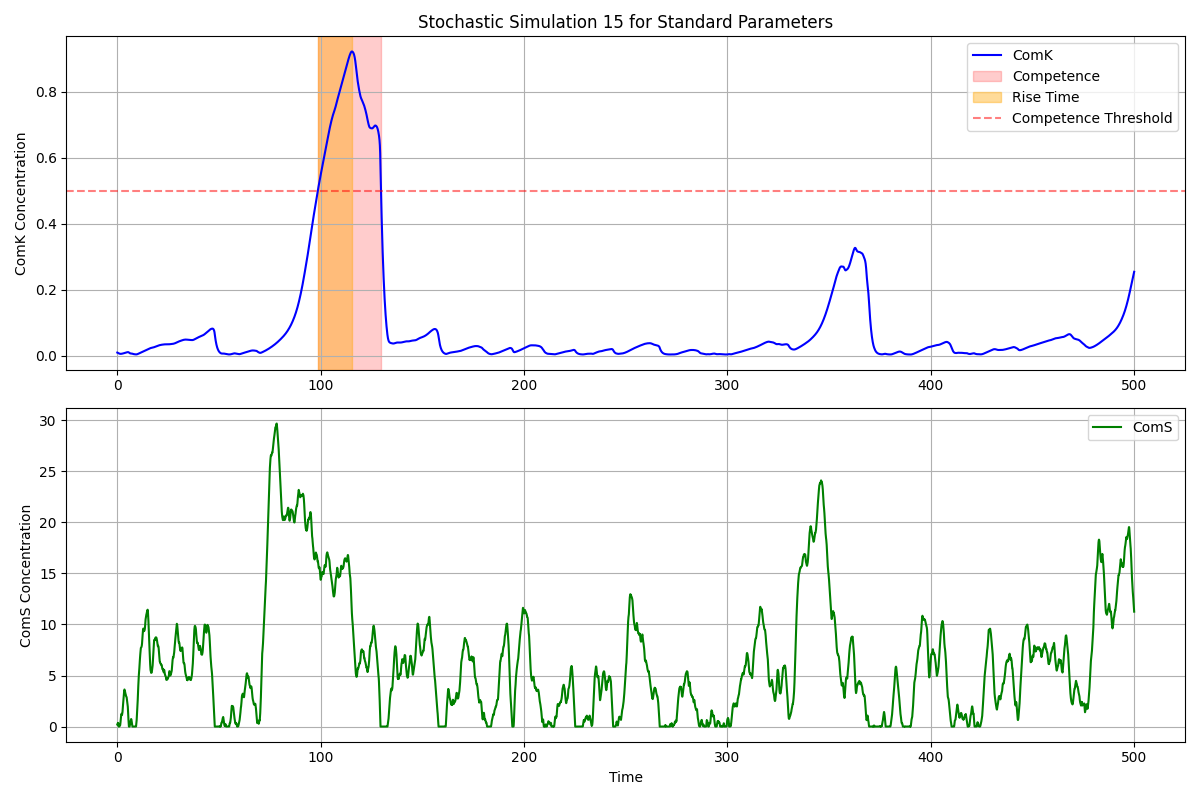 Stochastic Simulation 15 for Standard Parameters
ComK Concentration
0.8
0.6
0.4
0.2
0.0
ComK
Competence
Rise Time
Competence Threshold
0 100 200 300 400 500
ComS Concentration
30
25
20
15
10
5
0
ComS
0 100 200 300 400 500
Time